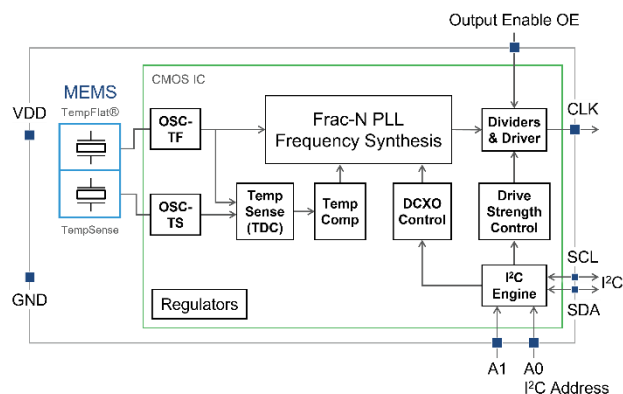 Output Enable OE
CMOS IC
MEMS
TempFlat®
VDD
OSC-
TF
Frac-N PLL
Frequency Synthesis
Dividers
& Driver
CLK
TempSense
OSC-
TS
Temp
Sense
(TDC)
Temp
Comp
DCXO
Control
Drive
Strength
Control
GND
Regulators
I²C
Engine
SCL
I²C
SDA
A1
A0
I²C Address